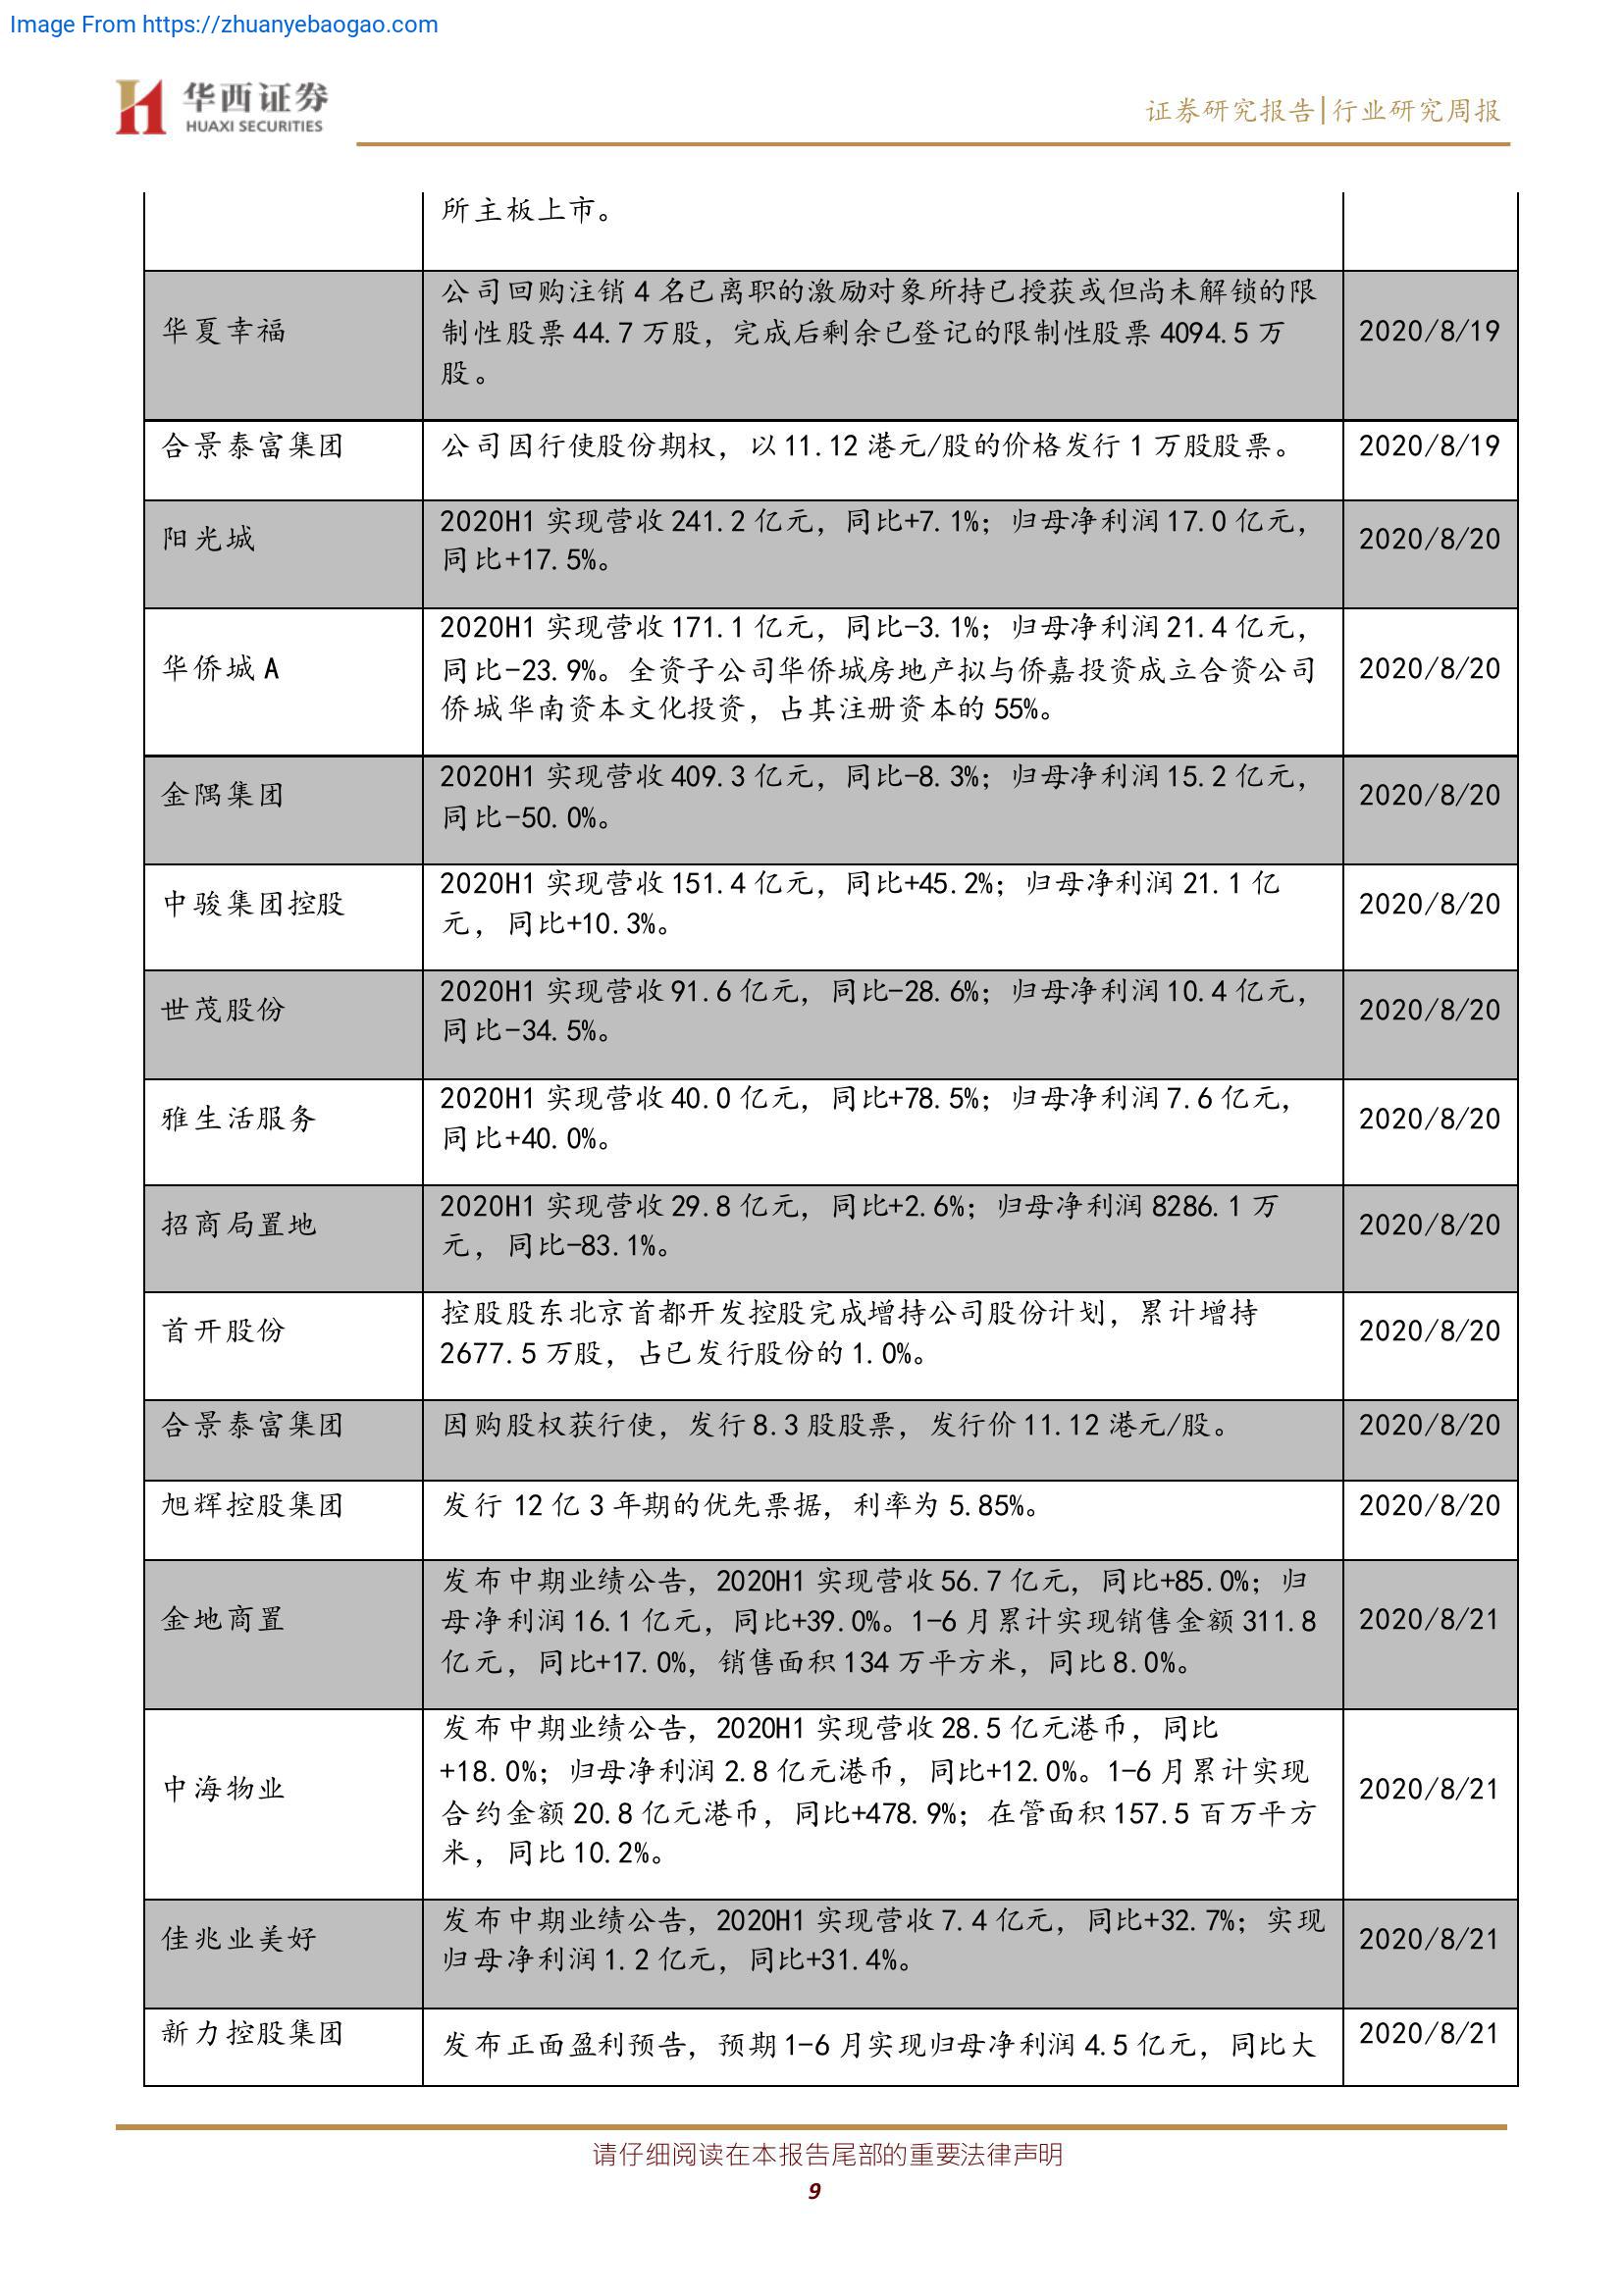 Image From https://zhuanyebaogao.com
华西证券
HUAXI SECURITIES
证券研究报告|行业研究周报
所主板上市。
华夏幸福
公司回购注销 4 名已离职的激励对象所持已授获或但尚未解锁的限
制性股票 44.7 万股，完成后剩余已登记的限制性股票 4094.5 万
股。
2020/8/19
合景泰富集团
公司因行使股份期权，以 11.12 港元/股的价格发行 1 万股股票。
2020/8/19
阳光城
2020H1 实现营收 241.2 亿元，同比+7.1%；归母净利润 17.0 亿元，
同比+17.5%。
2020/8/20
华侨城 A
2020H1 实现营收 171.1 亿元，同比-3.1%；归母净利润 21.4 亿元，
同比-23.9%。全资子公司华侨城房地产拟与侨嘉投资成立合资公司
侨城华南资本文化投资，占其注册资本的 55%。
2020/8/20
金隅集团
2020H1 实现营收 409.3 亿元，同比-8.3%；归母净利润 15.2 亿元，
同比-50.0%。
2020/8/20
中骏集团控股
2020H1 实现营收 151.4 亿元，同比+45.2%；归母净利润 21.1 亿
元，同比+10.3%。
2020/8/20
世茂股份
2020H1 实现营收 91.6 亿元，同比-28.6%；归母净利润 10.4 亿元，
同比-34.5%。
2020/8/20
雅生活服务
2020H1 实现营收 40.0 亿元，同比+78.5%；归母净利润 7.6 亿元，
同比+40.0%。
2020/8/20
招商局置地
2020H1 实现营收 29.8 亿元，同比+2.6%；归母净利润 8286.1 万
元，同比-83.1%。
2020/8/20
首开股份
控股股东北京首都开发控股完成增持公司股份计划，累计增持
2677.5 万股，占已发行股份的 1.0%。
2020/8/20
合景泰富集团
因购股权获行使，发行 8.3 股股票，发行价 11.12 港元/股。
2020/8/20
旭辉控股集团
发行 12 亿 3 年期的优先票据，利率为 5.85%。
2020/8/20
金地商置
发布中期业绩公告，2020H1 实现营收 56.7 亿元，同比+85.0%；归
母净利润 16.1 亿元，同比+39.0%。1-6 月累计实现销售金额 311.8
亿元，同比+17.0%，销售面积 134 万平方米，同比 8.0%。
2020/8/21
中海物业
发布中期业绩公告，2020H1 实现营收 28.5 亿元港币，同比
+18.0%；归母净利润 2.8 亿元港币，同比+12.0%。1-6 月累计实现
合约金额 20.8 亿元港币，同比+478.9%；在管面积 157.5 百万平方
米，同比 10.2%。
2020/8/21
佳兆业美好
发布中期业绩公告，2020H1 实现营收 7.4 亿元，同比+32.7%；实现
归母净利润 1.2 亿元，同比+31.4%。
2020/8/21
新力控股集团
发布正面盈利预告，预期 1-6 月实现归母净利润 4.5 亿元，同比大
2020/8/21
请仔细阅读在本报告尾部的重要法律声明
9